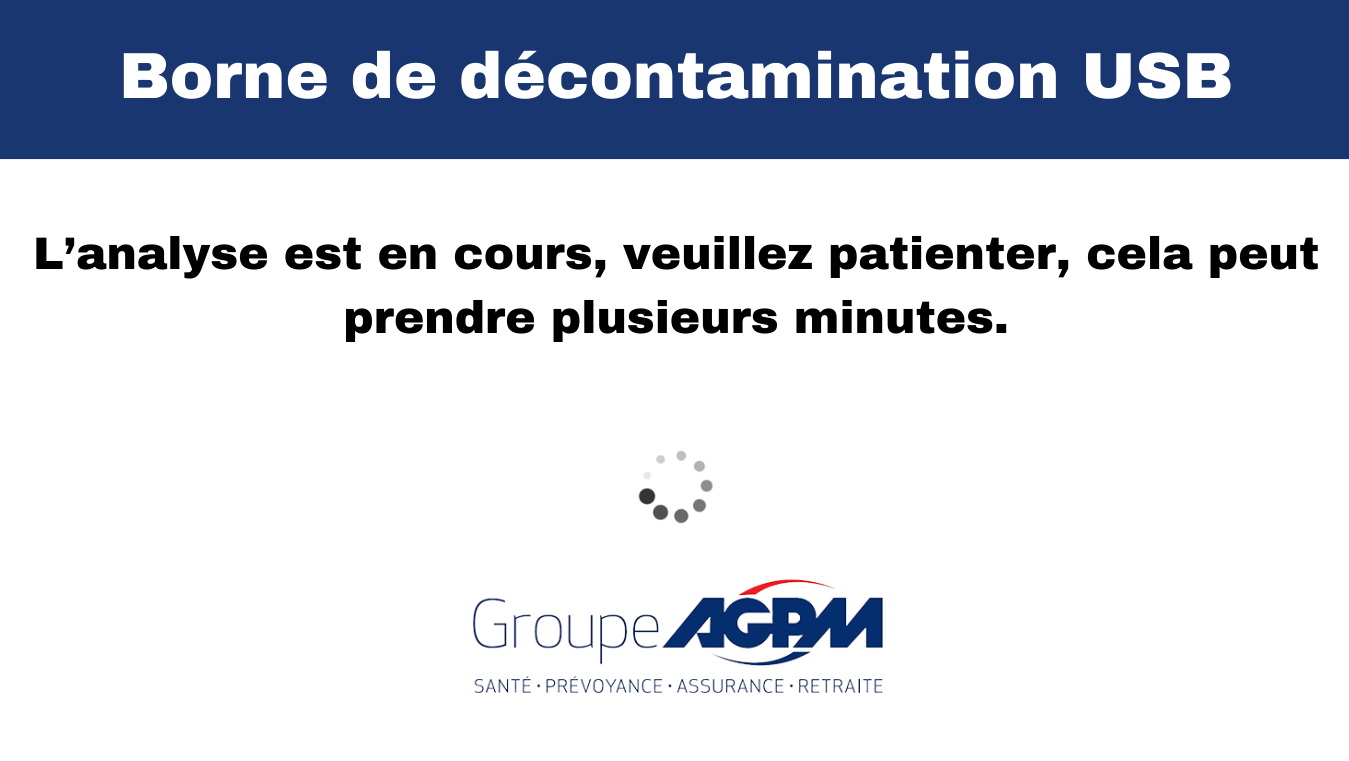 Borne de décontamination USB
L’analyse est en cours, veuillez patienter, cela peut
prendre plusieurs minutes.
Groupe AGPM
SANTÉ • PRÉVOYANCE • ASSURANCE • RETRAITE